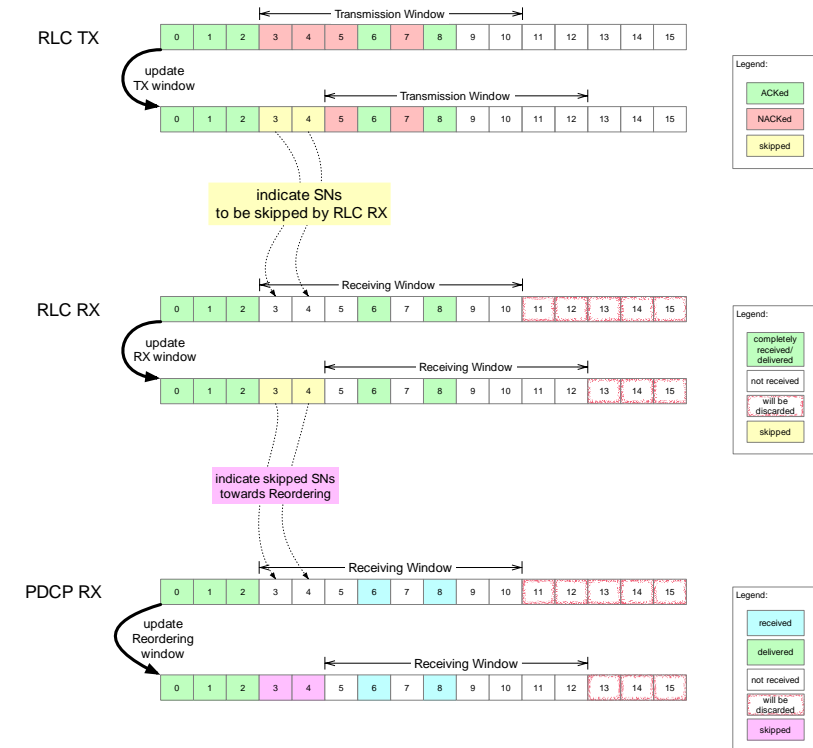 Transmission Window
RLC TX
0 1 2 3 4 5 6 7 8 9 10 11 12 13 14 15
Legend:
ACKed
NACKed
skipped
update
TX window
Transmission Window
0 1 2 3 4 5 6 7 8 9 10 11 12 13 14 15
indicate SNs
to be skipped by RLC RX
Receiving Window
RLC RX
0 1 2 3 4 5 6 7 8 9 10 11 12 13 14 15
Legend:
completely
received/
delivered
not received
will be
discarded
skipped
update
RX window
Receiving Window
0 1 2 3 4 5 6 7 8 9 10 11 12 13 14 15
indicate skipped SNs
towards Reordering
Receiving Window
PDCP RX
0 1 2 3 4 5 6 7 8 9 10 11 12 13 14 15
Legend:
received
delivered
not received
will be
discarded
skipped
update
Reordering
window
Receiving Window
0 1 2 3 4 5 6 7 8 9 10 11 12 13 14 15